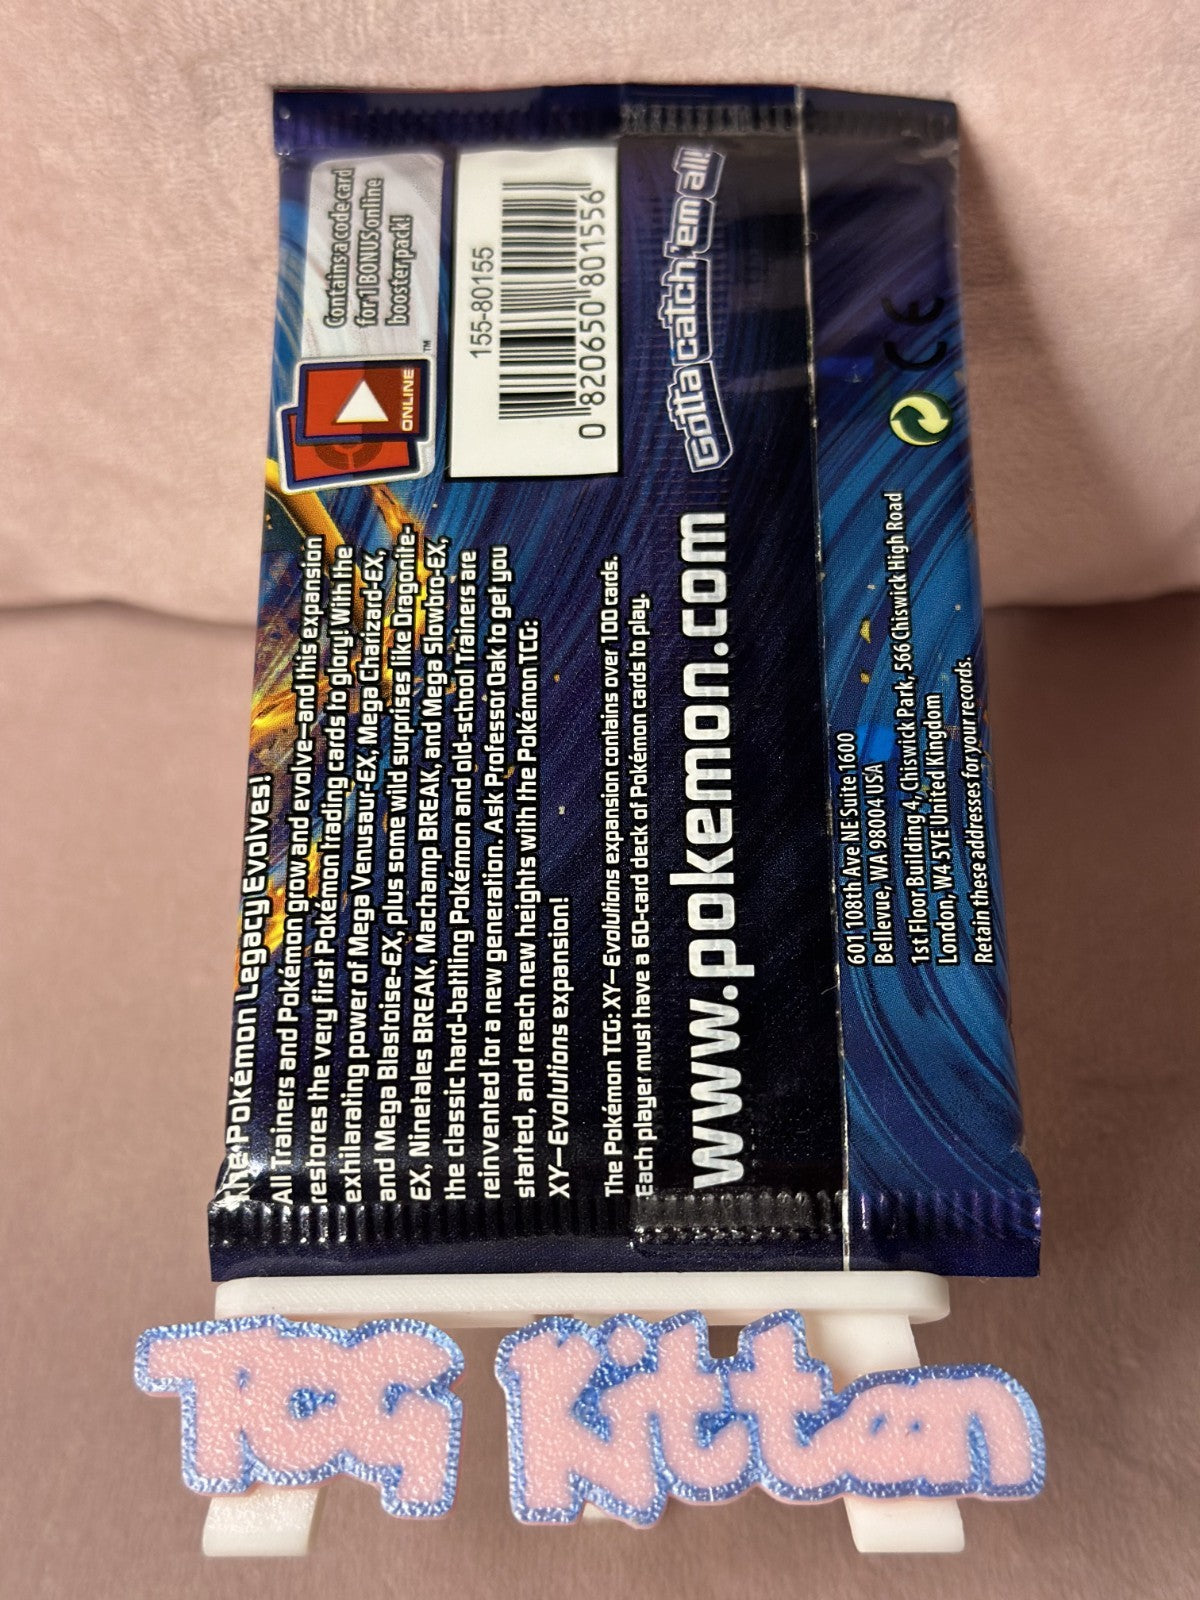 The Pokémon Legacy Evolves!
All Trainers and Pokémon grow and evolve—and this expansion
restores the very first Pokémon trading cards to glory! With the
exhilarating power of Mega Venusaur-EX, Mega Charizard-EX,
and Mega Blastoise-EX, plus some wild surprises like Dragonite-
EX, Ninetales BREAK, Machamp BREAK, and Mega Slowbro-EX,
the classic hard-battling Pokémon and old-school Trainers are
reinvented for a new generation. Ask Professor Oak to get you
started, and reach new heights with the Pokémon TCG:
XY—Evolutions expansion!
The Pokémon TCG: XY—Evolutions expansion contains over 100 cards.
Each player must have a 60-card deck of Pokémon cards to play.
www.pokemon.com
ONLINE
TM
Contains a code card
for 1 BONUS online
booster pack!
155-80155
0 820650 801556
Gotta catch 'em all!
601 108th Ave NE Suite 1600
Bellevue, WA 98004 USA
1st Floor Building 4, Chiswick Park, 566 Chiswick High Road
London, W4 5YE United Kingdom
Retain these addresses for your records.
CE
TCG Kitten